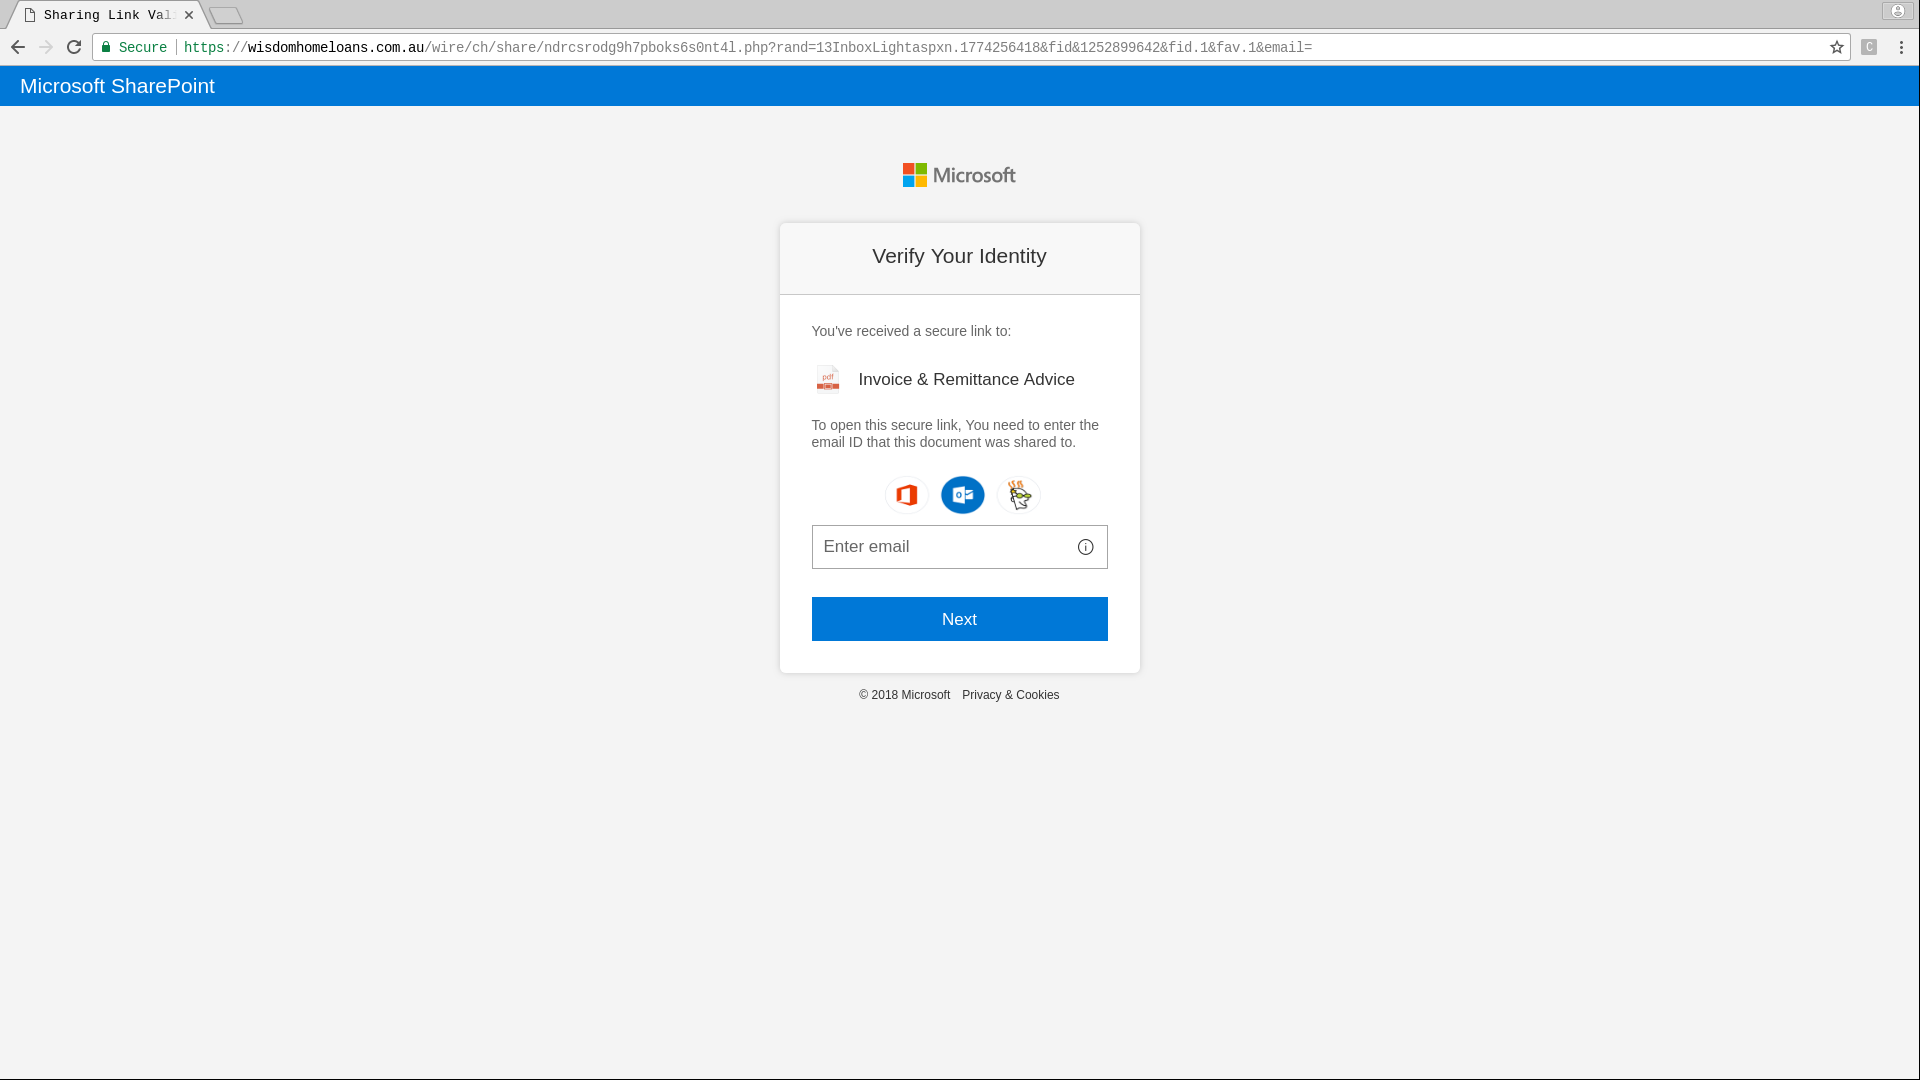 Sharing Link Val
Secure
https://wisdomhomeloans.com.au/wire/ch/share/ndrcsrodg9h7pboks6s0nt4l.php?rand=13InboxLightaspxn.1774256418&fid&1252899642&fid.1&fav.1&email=
C
Microsoft SharePoint
Microsoft
Verify Your Identity
You've received a secure link to:
pdf
Invoice & Remittance Advice
To open this secure link, You need to enter the
email ID that this document was shared to.
Enter email
Next
© 2018 Microsoft Privacy & Cookies